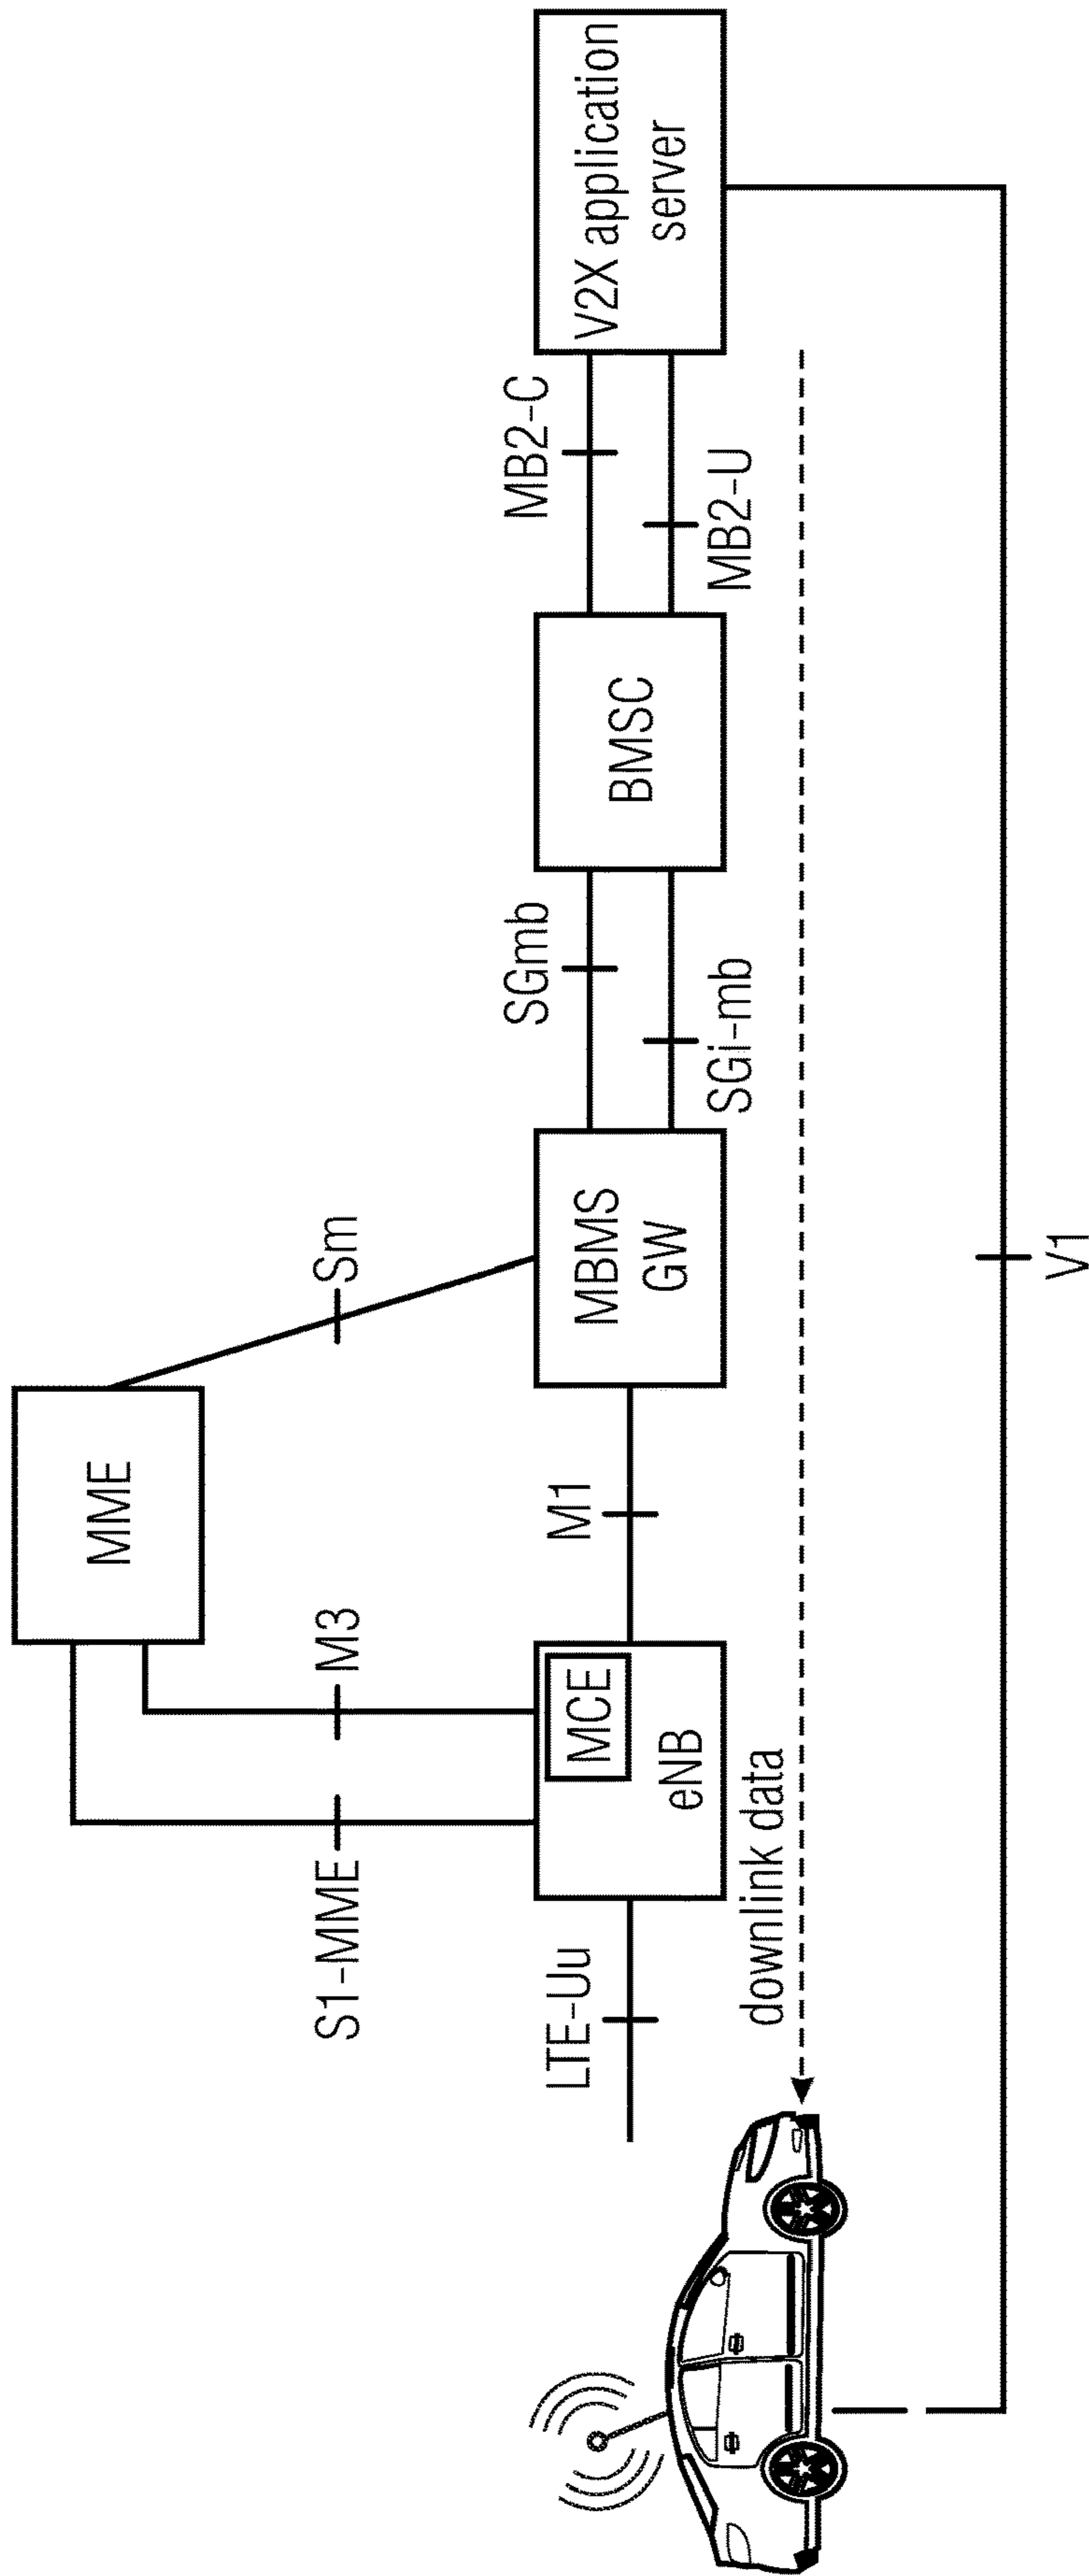 MME
S1-MME
M3
Sm
LTE-Uu
MCE
eNB
M1
MBMS
GW
SGmb
SGi-mb
BMSC
MB2-C
MB2-U
V2X application
server
downlink data
V1